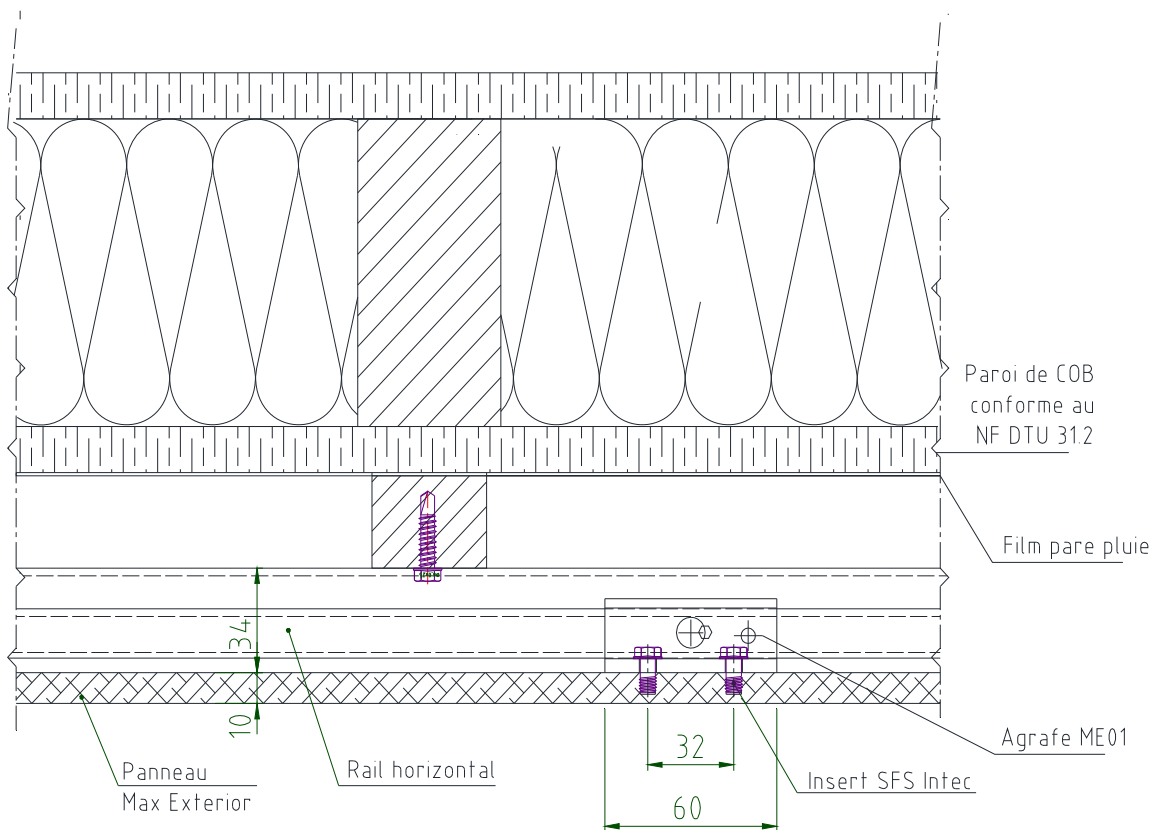 Paroi de COB
conforme au
NF DTU 31.2
Film pare pluie
34
10
32
60
Agrafe ME01
Insert SFS Intec
Rail horizontal
Panneau
Max Exterior